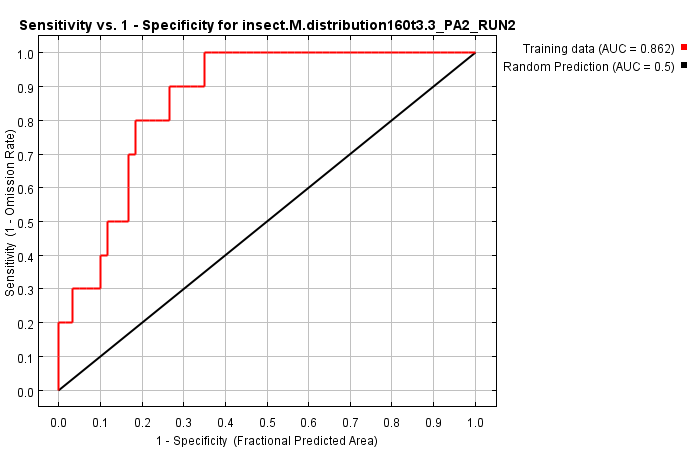 Sensitivity vs. 1 - Specificity for insect.M.distribution160t3.3_PA2_RUN2
Training data (AUC = 0.862)
Random Prediction (AUC = 0.5)
Sensitivity (1 - Omission Rate)
1.0
0.9
0.8
0.7
0.6
0.5
0.4
0.3
0.2
0.1
0.0
0.0 0.1 0.2 0.3 0.4 0.5 0.6 0.7 0.8 0.9 1.0
1 - Specificity (Fractional Predicted Area)